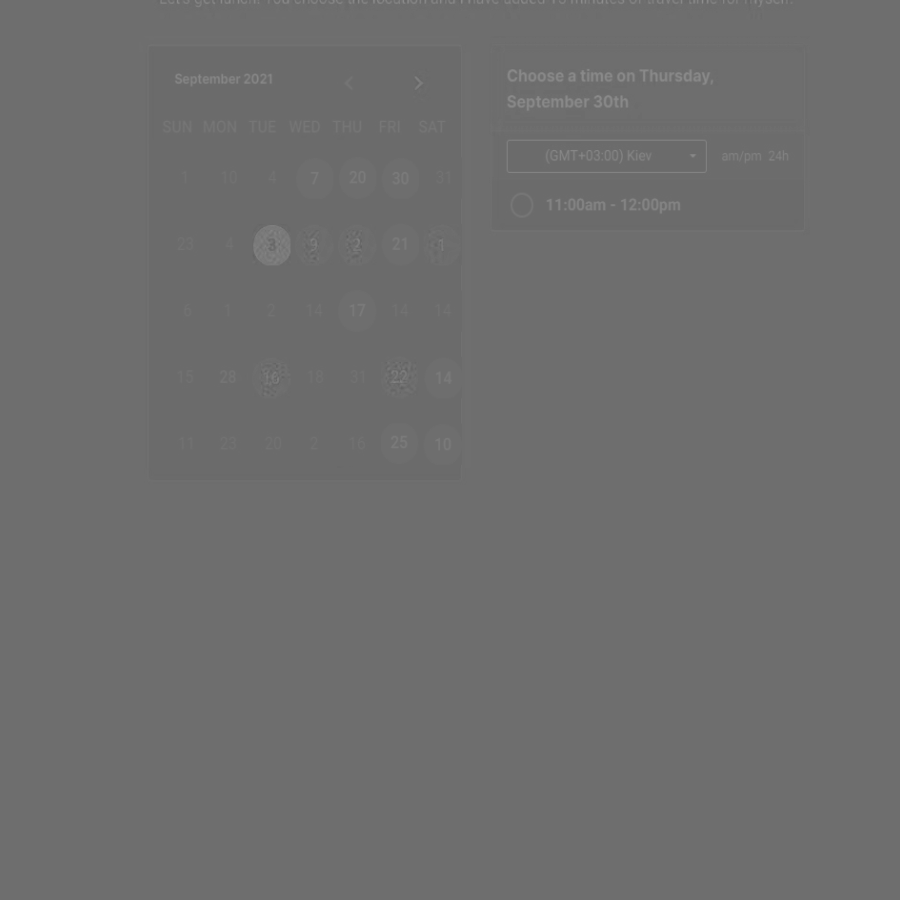 Let's get lunch! You choose the location and I have added 15 minutes of travel time for myself.
September 2021
SUN MON TUE WED THU FRI SAT
1 10 4 7 20 30 31
23 4 3 9 2 21 1
6 1 2 14 17 14 14
15 28 16 18 31 22 14
11 23 20 2 16 25 10
Choose a time on Thursday,
September 30th
(GMT+03:00) Kiev am/pm 24h
11:00am - 12:00pm